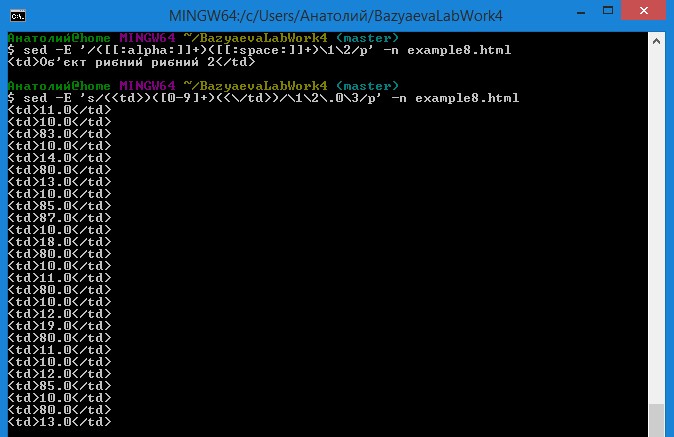 MINGW64:/c/Users/Анатолий/BazyaevaLabWork4
Анатолий@home MINGW64 ~/BazyaevaLabWork4 (master)
$ sed -E '/([[:alpha:]]+)([[:space:]]+)\1\2/p' -n example8.html
<td>Об'єкт рибний рибний 2</td>
Анатолий@home MINGW64 ~/BazyaevaLabWork4 (master)
$ sed -E 's/(<td>)([0-9]+)(<\/td>)/\1\2\.0\3/p' -n example8.html
<td>11.0</td>
<td>10.0</td>
<td>83.0</td>
<td>10.0</td>
<td>14.0</td>
<td>80.0</td>
<td>13.0</td>
<td>10.0</td>
<td>85.0</td>
<td>87.0</td>
<td>10.0</td>
<td>18.0</td>
<td>80.0</td>
<td>10.0</td>
<td>11.0</td>
<td>80.0</td>
<td>10.0</td>
<td>12.0</td>
<td>19.0</td>
<td>80.0</td>
<td>11.0</td>
<td>10.0</td>
<td>12.0</td>
<td>85.0</td>
<td>10.0</td>
<td>80.0</td>
<td>13.0</td>